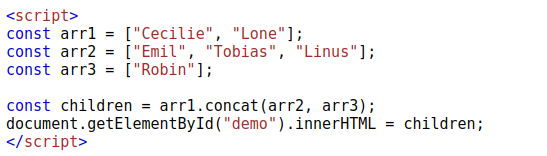 <script>
const arr1 = ["Cecilie", "Lone"];
const arr2 = ["Emil", "Tobias", "Linus"];
const arr3 = ["Robin"];

const children = arr1.concat(arr2, arr3);
document.getElementById("demo").innerHTML = children;
</script>